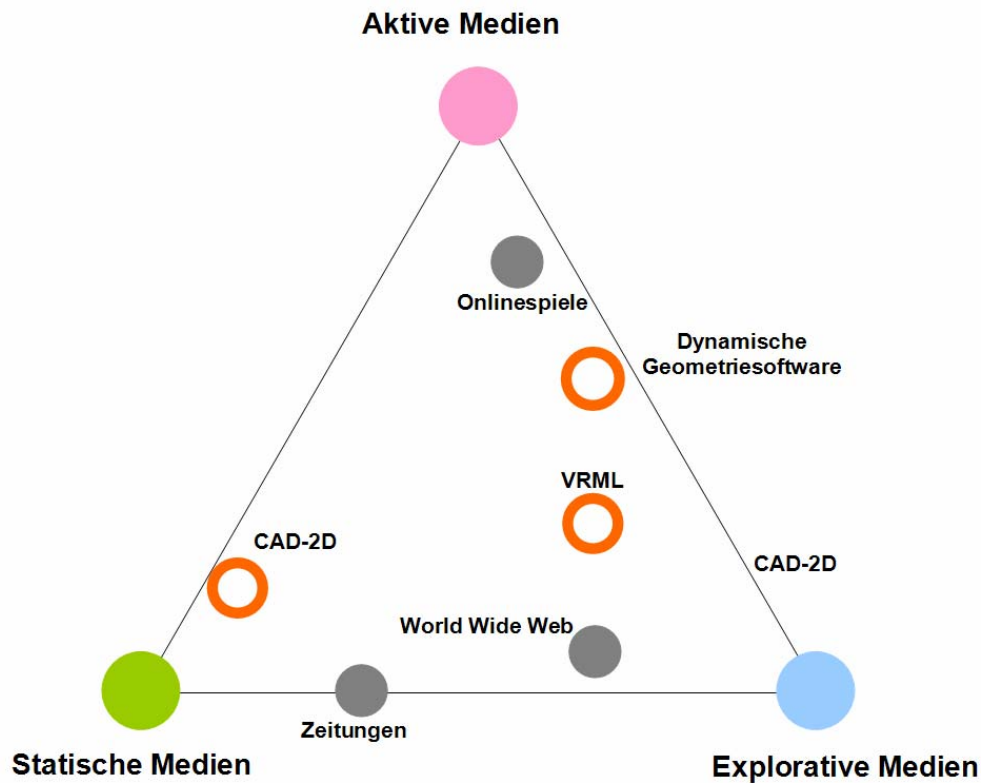 Aktive Medien
Onlinespiele
Dynamische
Geometriesoftware
VRML
CAD-2D
CAD-2D
World Wide Web
Zeitungen
Statische Medien
Explorative Medien